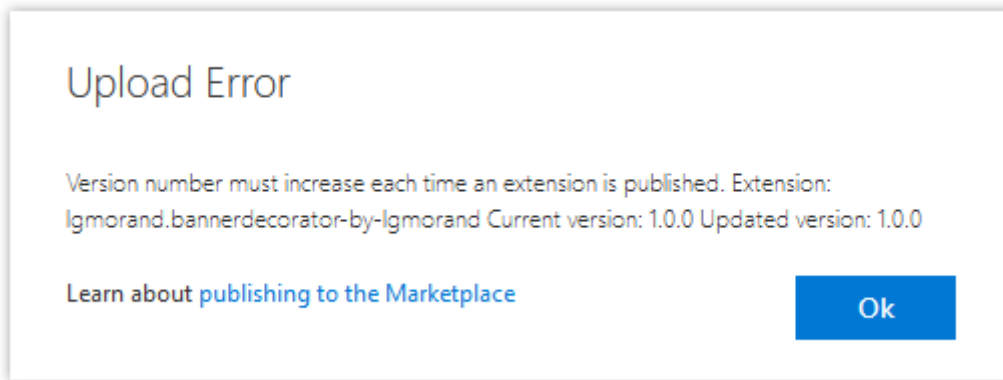 Upload Error
Version number must increase each time an extension is published. Extension:
lgmorand.bannerdecorator-by-lgmorand Current version: 1.0.0 Updated version: 1.0.0
Learn about publishing to the Marketplace
Ok